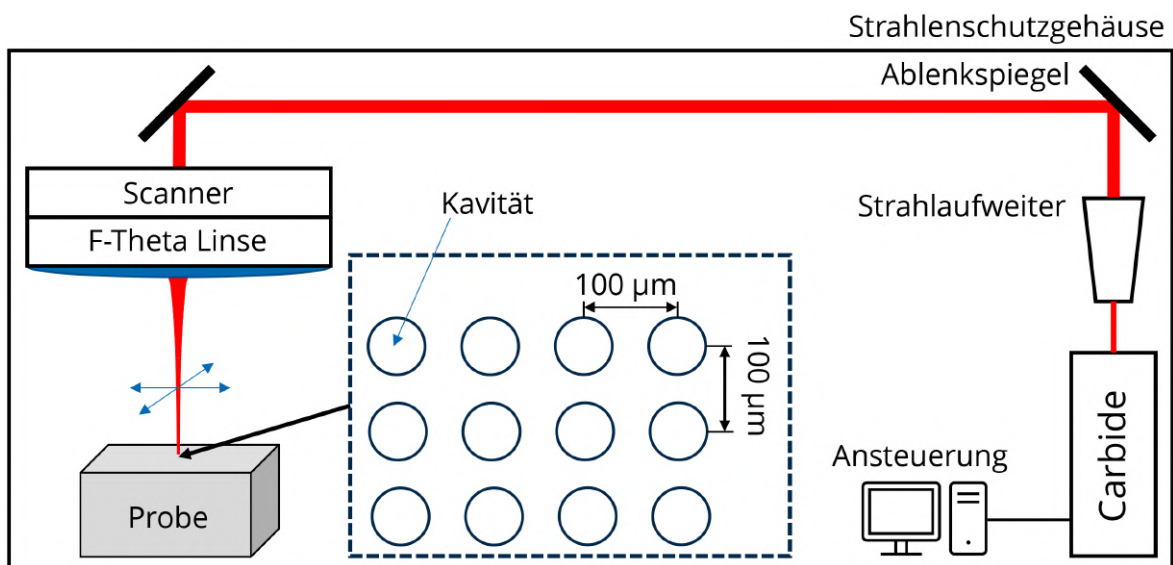 Strahlenschutzgehäuse
Ablenkspiegel
Scanner
F-Theta Linse
Kavität
Strahlaufweiter
100 µm
100 µm
Probe
Ansteuerung
Carbide